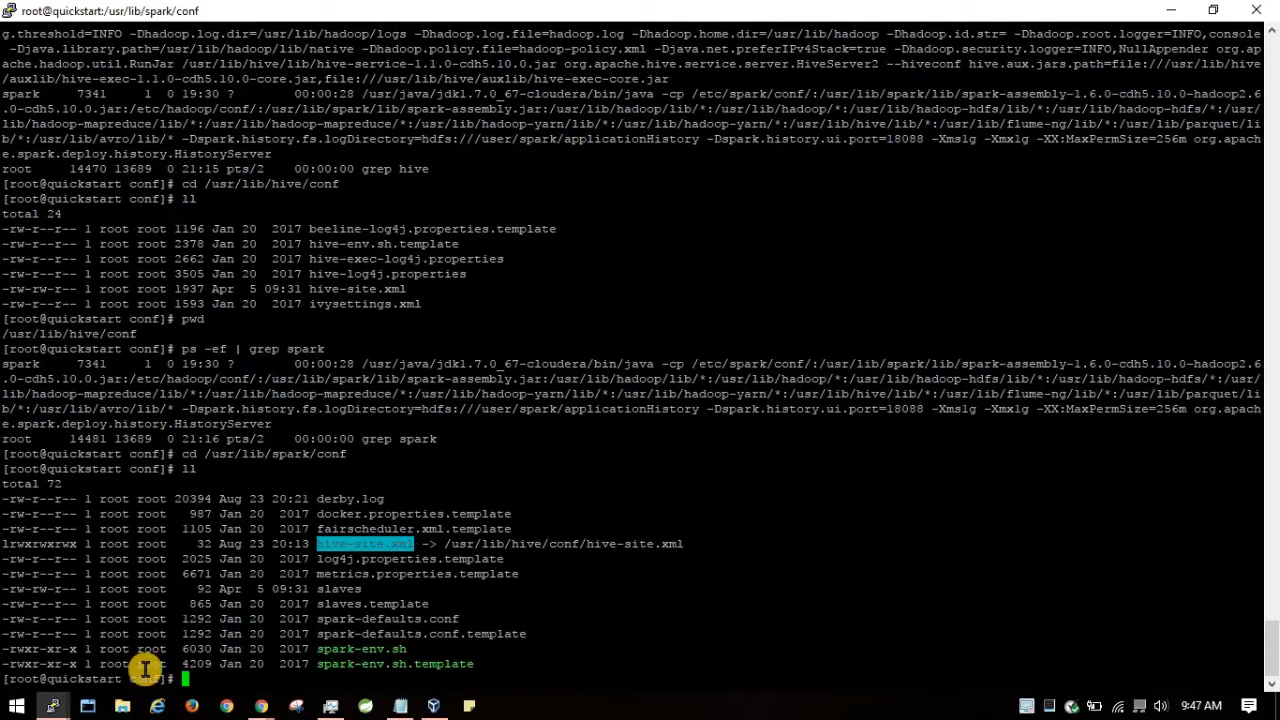 root@quickstart:/usr/lib/spark/conf
g.threshold=INFO -Dhadoop.log.dir=/usr/lib/hadoop/logs -Dhadoop.log.file=hadoop.log -Dhadoop.home.dir=/usr/lib/hadoop -Dhadoop.id.str= -Dhadoop.root.logger=INFO,console
-Djava.library.path=/usr/lib/hadoop/lib/native -Dhadoop.policy.file=hadoop-policy.xml -Djava.net.preferIPv4Stack=true -Dhadoop.security.logger=INFO,NullAppender org.ap
ache.hadoop.util.RunJar /usr/lib/hive/lib/hive-service-1.1.0-cdh5.10.0.jar org.apache.hive.service.server.HiveServer2 --hiveconf hive.aux.jars.path=file:///usr/lib/hive
/auxlib/hive-exec-1.1.0-cdh5.10.0-core.jar,file:///usr/lib/hive/auxlib/hive-exec-core.jar
spark 7341 1 0 19:30 ? 00:00:28 /usr/java/jdk1.7.0_67-cloudera/bin/java -cp /etc/spark/conf/:/usr/lib/spark/lib/spark-assembly-1.6.0-cdh5.10.0-hadoop2.6
.0-cdh5.10.0.jar:/etc/hadoop/conf/:/usr/lib/spark/lib/spark-assembly.jar:/usr/lib/hadoop/lib/*:/usr/lib/hadoop/*:/usr/lib/hadoop-hdfs/lib/*:/usr/lib/hadoop-hdfs/*:/usr/
lib/hadoop-mapreduce/lib/*:/usr/lib/hadoop-mapreduce/*:/usr/lib/hadoop-yarn/lib/*:/usr/lib/hadoop-yarn/*:/usr/lib/hive/lib/*:/usr/lib/flume-ng/lib/*:/usr/lib/parquet/li
b/*:/usr/lib/avro/lib/* -Dspark.history.fs.logDirectory=hdfs:///user/spark/applicationHistory -Dspark.history.ui.port=18088 -Xms1g -Xmx1g -XX:MaxPermSize=256m org.apach
e.spark.deploy.history.HistoryServer
root 14470 13689 0 21:15 pts/2 00:00:00 grep hive
[root@quickstart conf]# cd /usr/lib/hive/conf
[root@quickstart conf]# ll
total 24
-rw-r--r-- 1 root root 1196 Jan 20 2017 beeline-log4j.properties.template
-rw-r--r-- 1 root root 2378 Jan 20 2017 hive-env.sh.template
-rw-r--r-- 1 root root 2662 Jan 20 2017 hive-exec-log4j.properties
-rw-r--r-- 1 root root 3505 Jan 20 2017 hive-log4j.properties
-rw-rw-r-- 1 root root 1937 Apr 5 09:31 hive-site.xml
-rw-r--r-- 1 root root 1593 Jan 20 2017 ivysettings.xml
[root@quickstart conf]# pwd
/usr/lib/hive/conf
[root@quickstart conf]# ps -ef | grep spark
spark 7341 1 0 19:30 ? 00:00:28 /usr/java/jdk1.7.0_67-cloudera/bin/java -cp /etc/spark/conf/:/usr/lib/spark/lib/spark-assembly-1.6.0-cdh5.10.0-hadoop2.6
.0-cdh5.10.0.jar:/etc/hadoop/conf/:/usr/lib/spark/lib/spark-assembly.jar:/usr/lib/hadoop/lib/*:/usr/lib/hadoop/*:/usr/lib/hadoop-hdfs/lib/*:/usr/lib/hadoop-hdfs/*:/usr/
lib/hadoop-mapreduce/lib/*:/usr/lib/hadoop-mapreduce/*:/usr/lib/hadoop-yarn/lib/*:/usr/lib/hadoop-yarn/*:/usr/lib/hive/lib/*:/usr/lib/flume-ng/lib/*:/usr/lib/parquet/li
b/*:/usr/lib/avro/lib/* -Dspark.history.fs.logDirectory=hdfs:///user/spark/applicationHistory -Dspark.history.ui.port=18088 -Xms1g -Xmx1g -XX:MaxPermSize=256m org.apach
e.spark.deploy.history.HistoryServer
root 14481 13689 0 21:16 pts/2 00:00:00 grep spark
[root@quickstart conf]# cd /usr/lib/spark/conf
[root@quickstart conf]# ll
total 72
-rw-r--r-- 1 root root 20394 Aug 23 20:21 derby.log
-rw-r--r-- 1 root root 987 Jan 20 2017 docker.properties.template
-rw-r--r-- 1 root root 1105 Jan 20 2017 fairscheduler.xml.template
lrwxrwxrwx 1 root root 32 Aug 23 20:13 hive-site.xml -> /usr/lib/hive/conf/hive-site.xml
-rw-r--r-- 1 root root 2025 Jan 20 2017 log4j.properties.template
-rw-r--r-- 1 root root 6671 Jan 20 2017 metrics.properties.template
-rw-rw-r-- 1 root root 92 Apr 5 09:31 slaves
-rw-r--r-- 1 root root 865 Jan 20 2017 slaves.template
-rw-r--r-- 1 root root 1292 Jan 20 2017 spark-defaults.conf
-rw-r--r-- 1 root root 1292 Jan 20 2017 spark-defaults.conf.template
-rwxr-xr-x 1 root root 6030 Jan 20 2017 spark-env.sh
-rwxr-xr-x 1 root root 4209 Jan 20 2017 spark-env.sh.template
[root@quickstart conf]#
9:47 AM